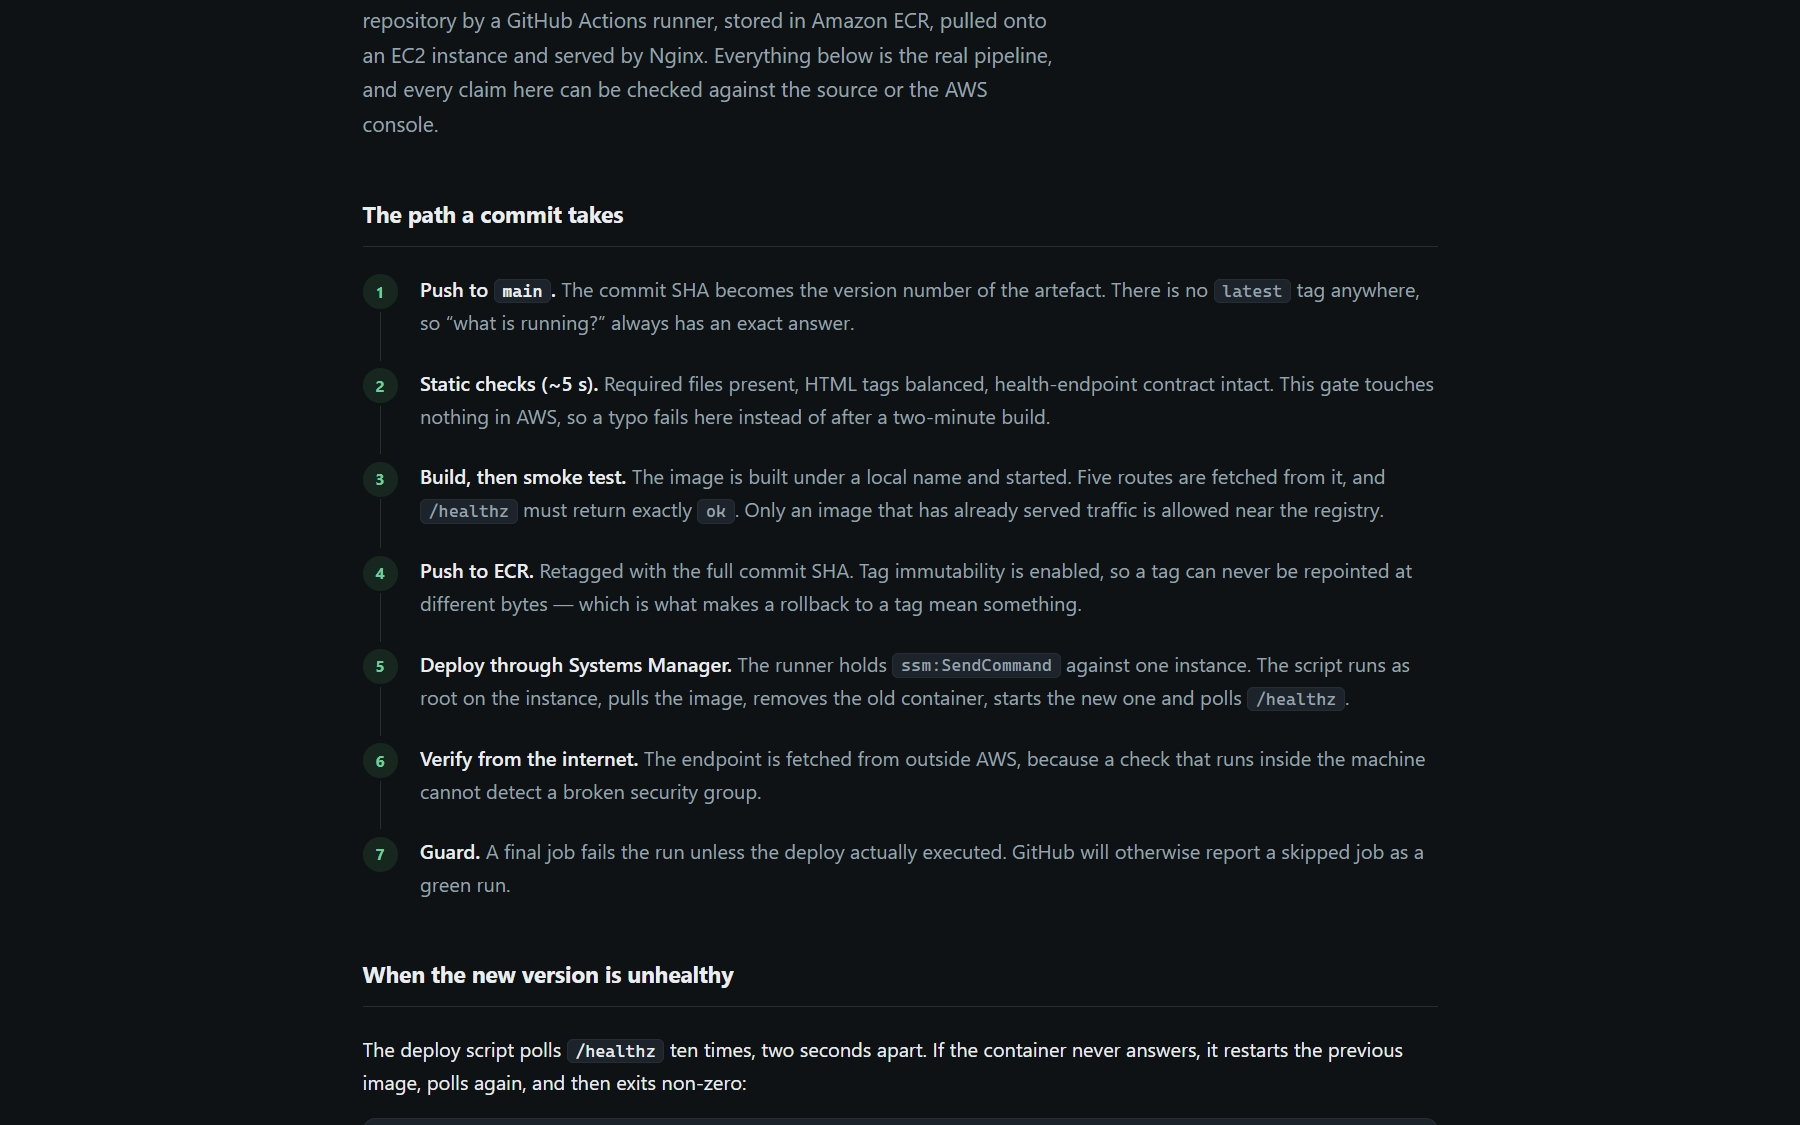 repository by a GitHub Actions runner, stored in Amazon ECR, pulled onto
an EC2 instance and served by Nginx. Everything below is the real pipeline,
and every claim here can be checked against the source or the AWS
console.
The path a commit takes
1 Push to main. The commit SHA becomes the version number of the artefact. There is no latest tag anywhere,
so “what is running?” always has an exact answer.
2 Static checks (~5 s). Required files present, HTML tags balanced, health-endpoint contract intact. This gate touches
nothing in AWS, so a typo fails here instead of after a two-minute build.
3 Build, then smoke test. The image is built under a local name and started. Five routes are fetched from it, and
/healthz must return exactly ok. Only an image that has already served traffic is allowed near the registry.
4 Push to ECR. Retagged with the full commit SHA. Tag immutability is enabled, so a tag can never be repointed at
different bytes — which is what makes a rollback to a tag mean something.
5 Deploy through Systems Manager. The runner holds ssm:SendCommand against one instance. The script runs as
root on the instance, pulls the image, removes the old container, starts the new one and polls /healthz.
6 Verify from the internet. The endpoint is fetched from outside AWS, because a check that runs inside the machine
cannot detect a broken security group.
7 Guard. A final job fails the run unless the deploy actually executed. GitHub will otherwise report a skipped job as a
green run.
When the new version is unhealthy
The deploy script polls /healthz ten times, two seconds apart. If the container never answers, it restarts the previous
image, polls again, and then exits non-zero: